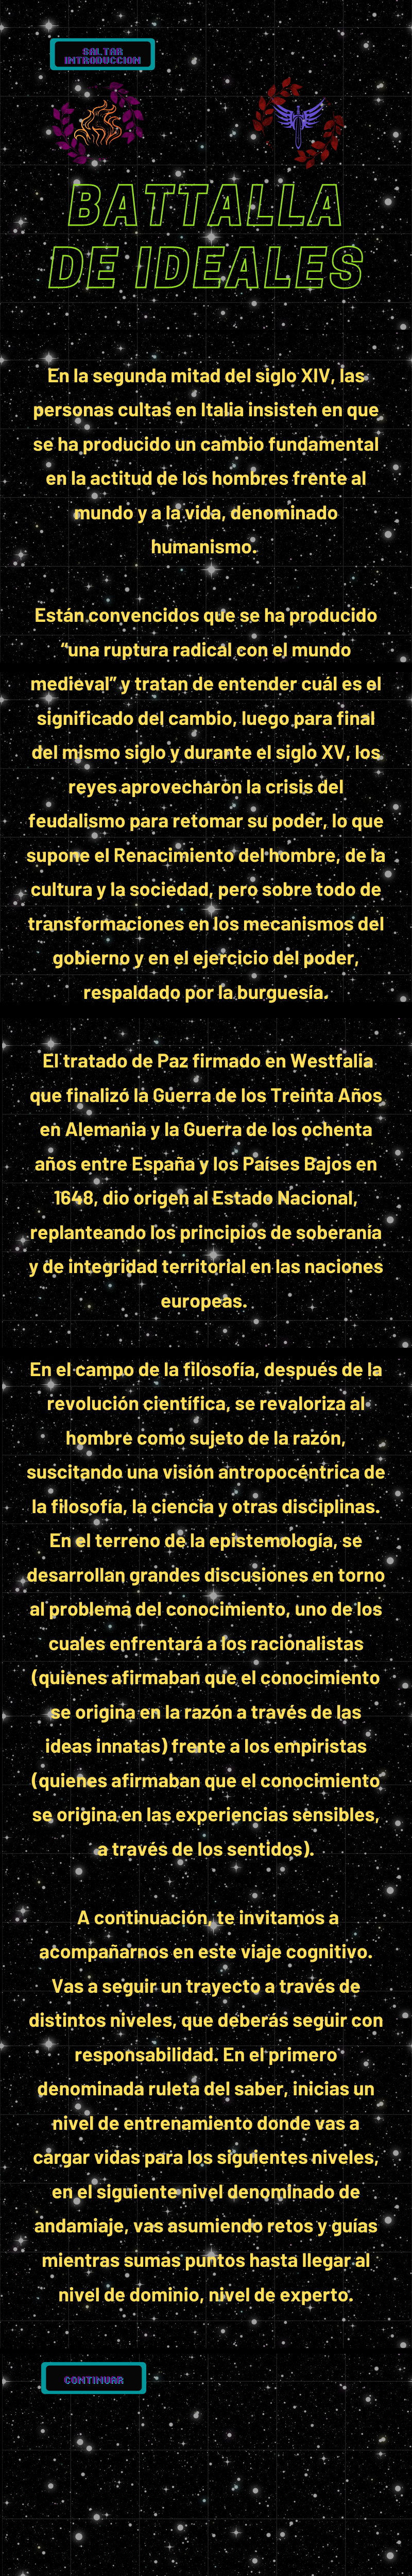 SALTAR
INTRODUCCION
BATTALLA
DE IDEALES
En la segunda mitad del siglo XIV, las
personas cultas en Italia insisten en que
se ha producido un cambio fundamental
en la actitud de los hombres frente al
mundo y a la vida, denominado
humanismo.
Están convencidos que se ha producido
“una ruptura radical con el mundo
medieval” y tratan de entender cuál es el
significado del cambio, luego para final
del mismo siglo y durante el siglo XV, los
reyes aprovecharon la crisis del
feudalismo para retomar su poder, lo que
supone el Renacimiento del hombre, de la
cultura y la sociedad, pero sobre todo de
transformaciones en los mecanismos del
gobierno y en el ejercicio del poder,
respaldado por la burguesía.
El tratado de Paz firmado en Westfalia
que finalizó la Guerra de los Treinta Años
en Alemania y la Guerra de los ochenta
años entre España y los Países Bajos en
1648, dio origen al Estado Nacional,
replanteando los principios de soberanía
y de integridad territorial en las naciones
europeas.
En el campo de la filosofía, después de la
revolución científica, se revaloriza al
hombre como sujeto de la razón,
suscitando una visión antropocéntrica de
la filosofía, la ciencia y otras disciplinas.
En el terreno de la epistemología, se
desarrollan grandes discusiones en torno
al problema del conocimiento, uno de los
cuales enfrentará a los racionalistas
(quienes afirmaban que el conocimiento
se origina en la razón a través de las
ideas innatas) frente a los empiristas
(quienes afirmaban que el conocimiento
se origina en las experiencias sensibles,
a través de los sentidos).
A continuación, te invitamos a
acompañarnos en este viaje cognitivo.
Vas a seguir un trayecto a través de
distintos niveles, que deberás seguir con
responsabilidad. En el primero
denominada ruleta del saber, inicias un
nivel de entrenamiento donde vas a
cargar vidas para los siguientes niveles,
en el siguiente nivel denominado de
andamiaje, vas asumiendo retos y guías
mientras sumas puntos hasta llegar al
nivel de dominio, nivel de experto.
CONTINUAR